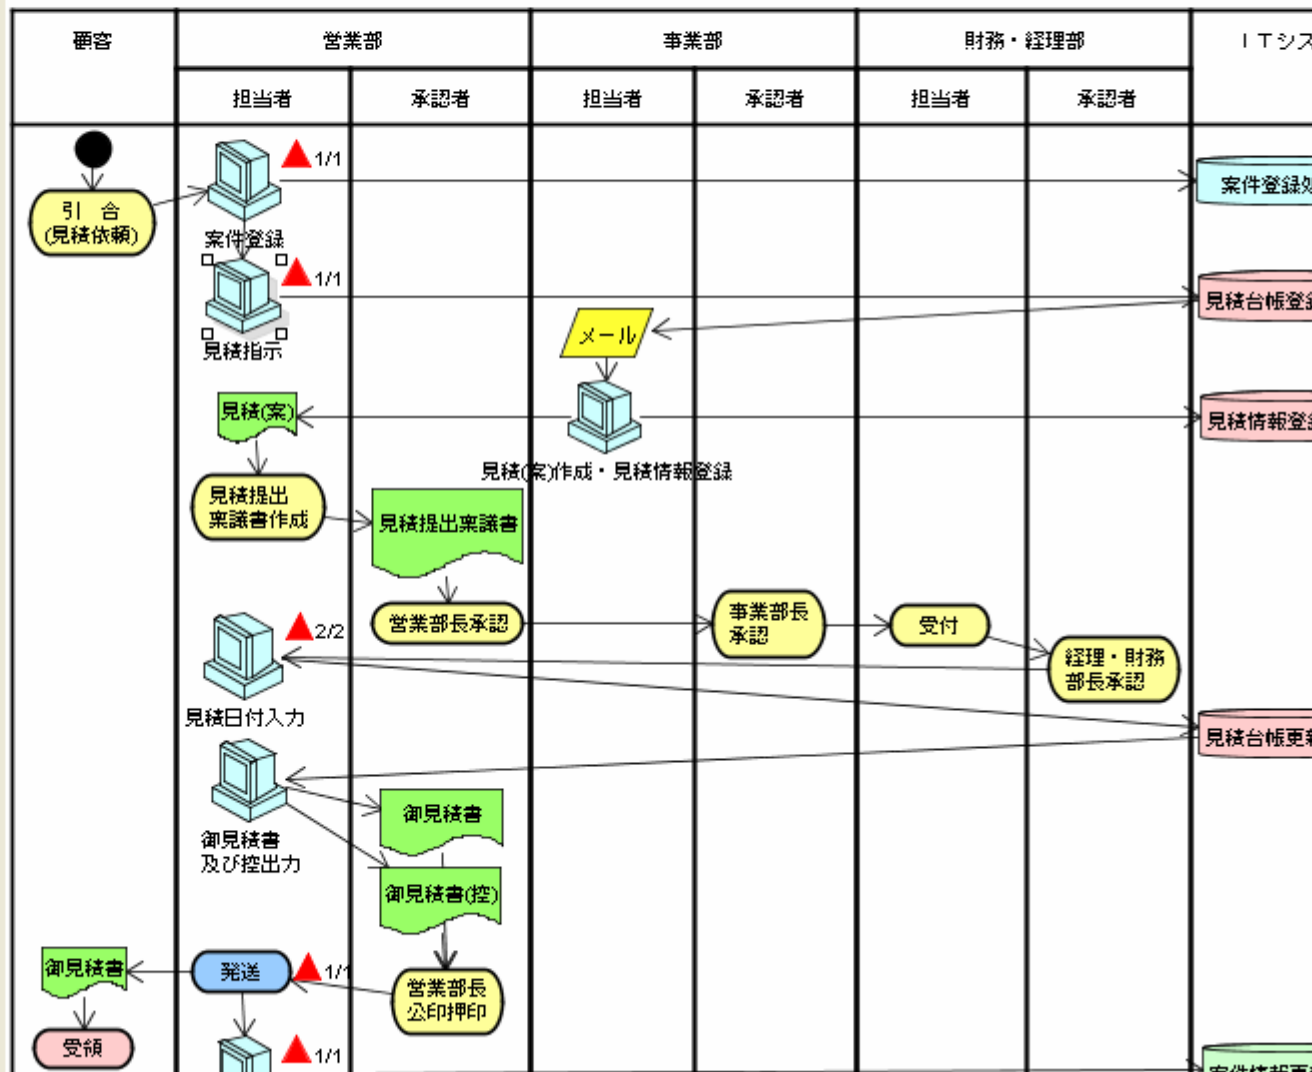 顧客
営業部
事業部
財務・経理部
ITシス
担当者
承認者
担当者
承認者
担当者
承認者
1/1
案件登録
引 合
(見積依頼)
案件登録
1/1
見積台帳登
見積指示
メール
見積(案)
見積情報登
見積(案)作成・見積情報登録
見積提出
稟議書作成
見積提出稟議書
営業部長承認
事業部長
承認
受付
経理・財務
部長承認
2/2
見積日付入力
見積台帳更
御見積書
及び控出力
御見積書
御見積書(控)
御見積書
発送
1/1
営業部長
公印押印
受領
1/1
案件情報更